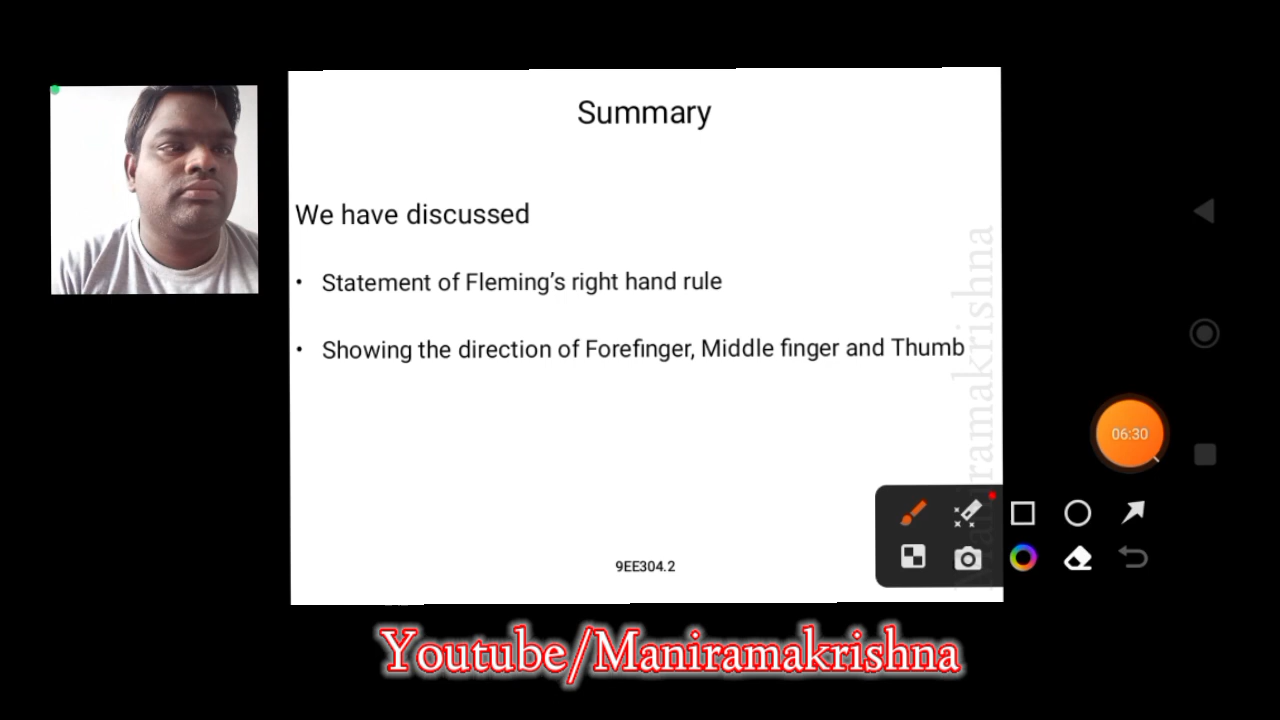 Summary
We have discussed
• Statement of Fleming’s right hand rule
• Showing the direction of Forefinger, Middle finger and Thumb
Maniramakrishna
06:30
9EE304.2
Youtube/Maniramakrishna